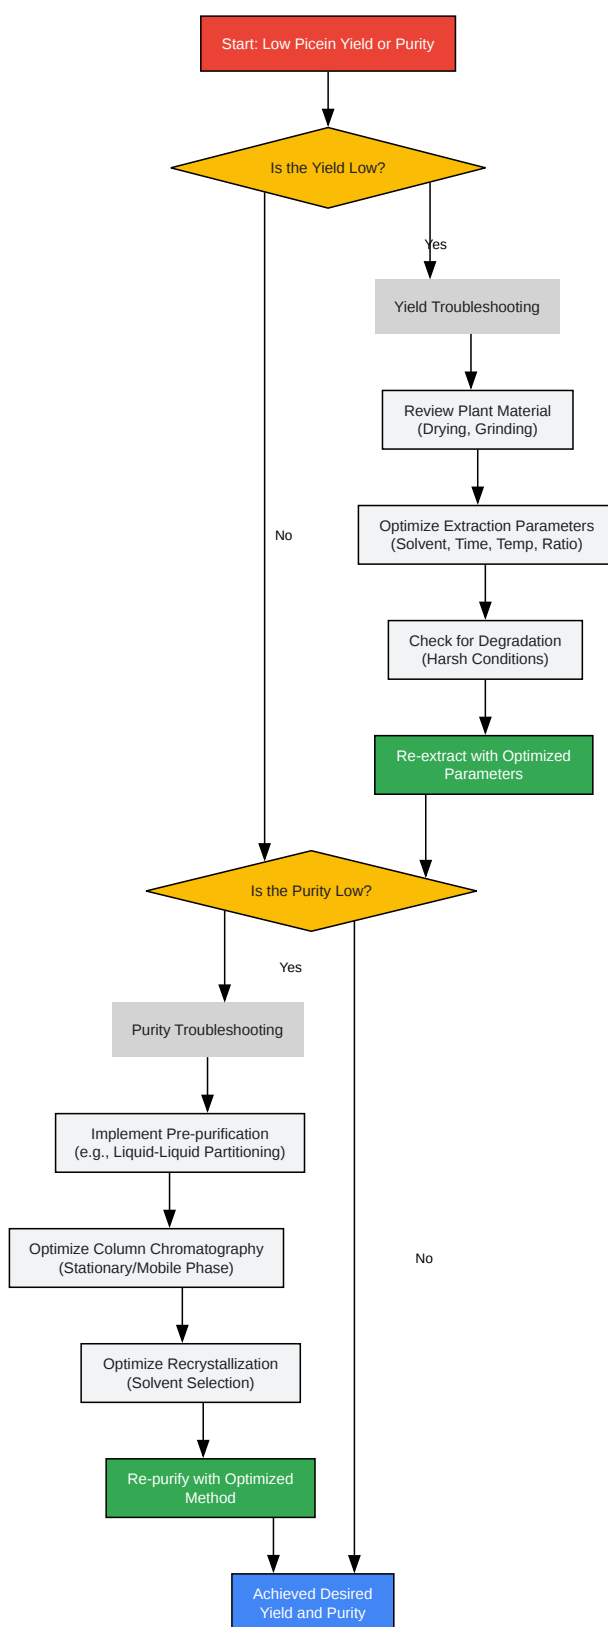 Start: Low Picein Yield or Purity
Is the Yield Low?
Yes
Yield Troubleshooting
Review Plant Material
(Drying, Grinding)
No
Optimize Extraction Parameters
(Solvent, Time, Temp, Ratio)
Check for Degradation
(Harsh Conditions)
Re-extract with Optimized
Parameters
Is the Purity Low?
Yes
Purity Troubleshooting
Implement Pre-purification
(e.g., Liquid-Liquid Partitioning)
Optimize Column Chromatography
(Stationary/Mobile Phase)
No
Optimize Recrystallization
(Solvent Selection)
Re-purify with Optimized
Method
Achieved Desired
Yield and Purity